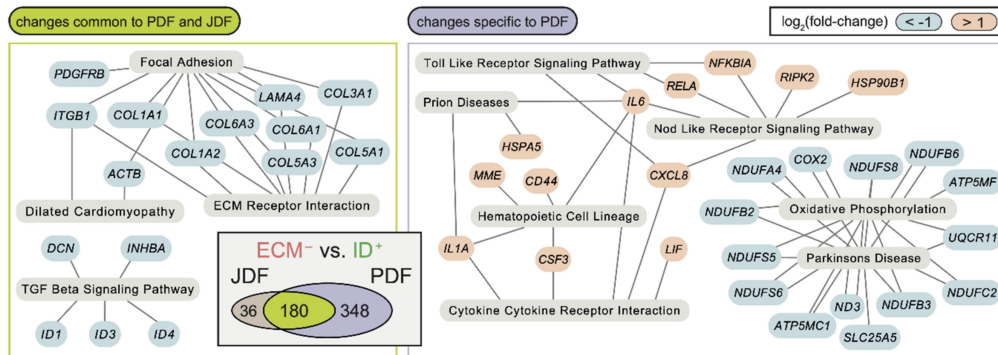 changes common to PDF and JDF
changes specific to PDF
log2(fold-change) < -1 > 1
Focal Adhesion
PDGFRB
LAMA4
COL3A1
ITGB1
COL1A1
COL6A3
COL6A1
COL1A2
COL5A3
COL5A1
ACTB
Dilated Cardiomyopathy
ECM Receptor Interaction
DCN
INHBA
TGF Beta Signaling Pathway
ID1
ID3
ID4
ECM⁻ vs. ID⁺
JDF
PDF
36
180
348
Toll Like Receptor Signaling Pathway
NFKBIA
RELA
RIPK2
HSP90B1
Prion Diseases
IL6
Nod Like Receptor Signaling Pathway
HSPA5
MME
CD44
CXCL8
Hematopoietic Cell Lineage
IL1A
CSF3
LIF
Cytokine Cytokine Receptor Interaction
NDUFA4
COX2
NDUFS8
NDUFB6
ATP5MF
NDUFB2
Oxidative Phosphorylation
UQCR11
NDUFS5
Parkinsons Disease
NDUFS6
ND3
NDUFB3
NDUFC2
ATP5MC1
SLC25A5